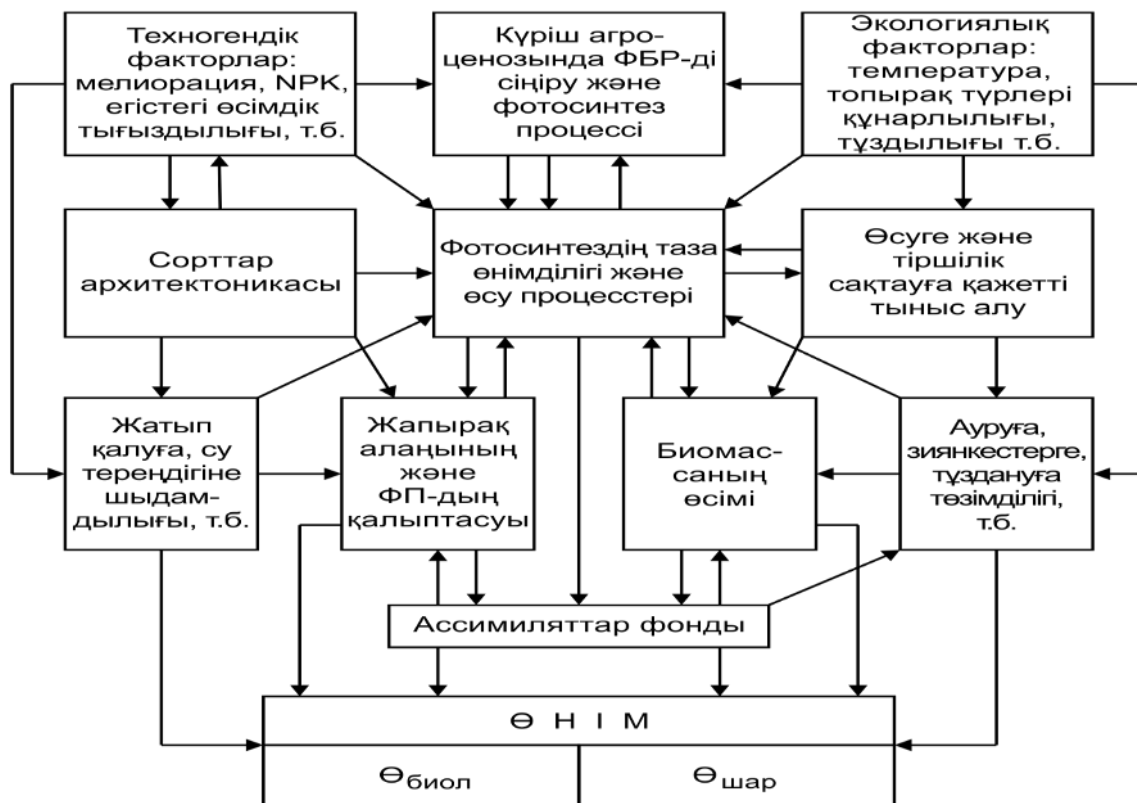 Техногендік
факторлар:
мелиорация, NPK,
егістегі өсімдік
тығыздылығы, т.б.
Күріш агро-
ценозында ФБР-ді
сіңіру және
фотосинтез
процессі
Экологиялық
факторлар:
температура,
топырақ түрлері
құнарлылығы,
тұздылығы т.б.
Сорттар
архитектоникасы
Фотосинтездің таза
өнімділігі және
өсу процесстері
Өсуге және
тіршілік
сақтауға қажетті
тыныс алу
Жатып
қалуға, су
тереңдігіне
шыдам-
дылығы, т.б.
Жапырақ
алаңының
және
ФП-дың
қалыптасуы
Биомас-
саның
өсімі
Ауруға,
зиянкестерге,
тұздануға
төзімділігі,
т.б.
Ассимиляттар фонды
Ө Н І М
Өбиол
Өшар